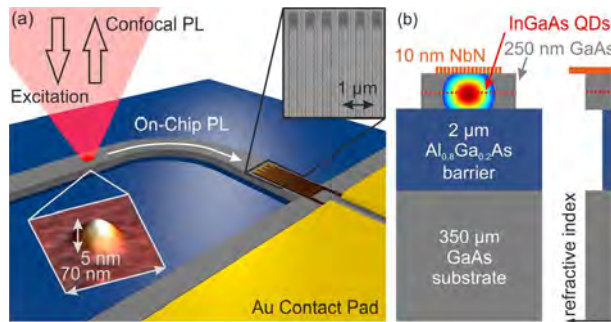 (a)
Confocal PL
Excitation
On-Chip PL
1 µm
5 nm
70 nm
Au Contact Pad
(b)
InGaAs QDs
10 nm NbN
250 nm GaAs
2 µm
Al0.8Ga0.2As
barrier
350 µm
GaAs
substrate
refractive index